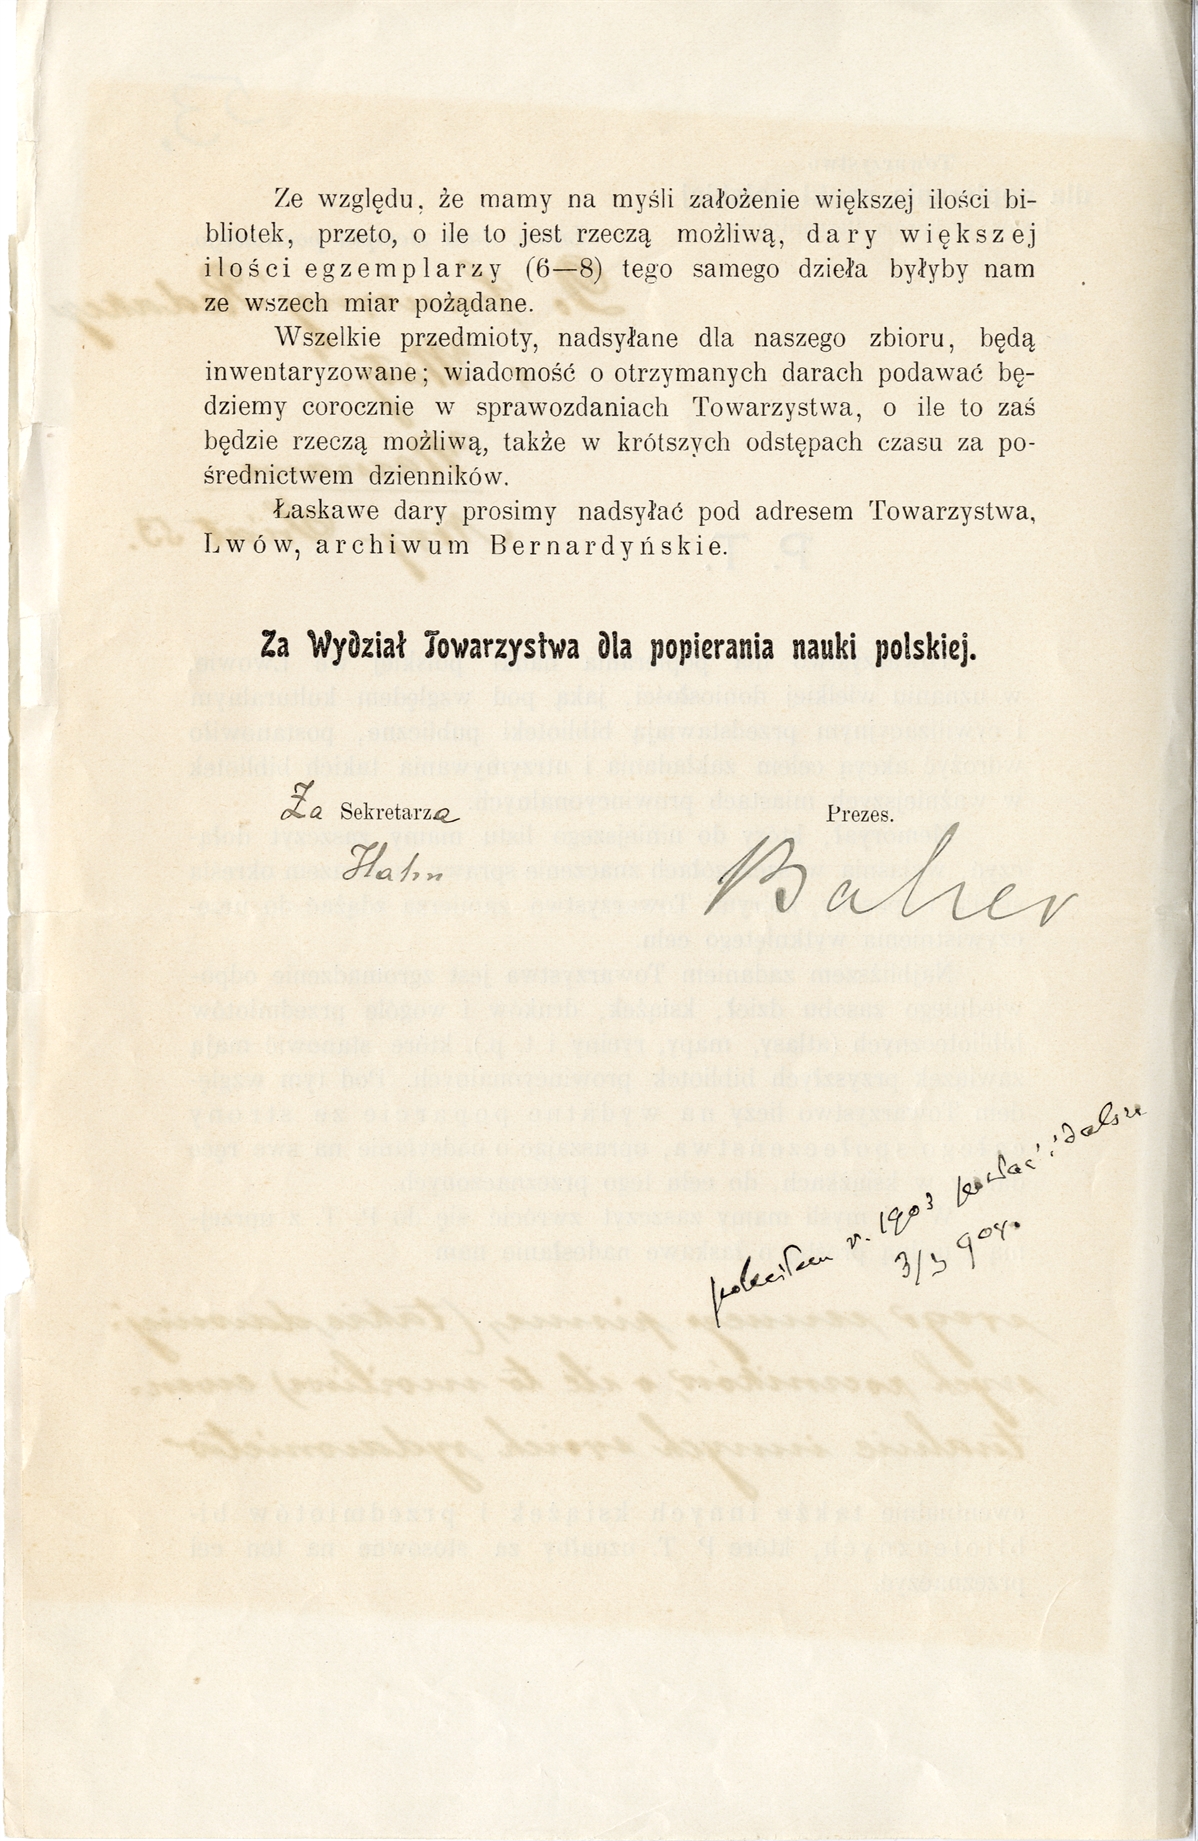 Ze względu, że mamy na myśli założenie większej ilości bi-
bliotek, przeto, o ile to jest rzeczą możliwą, dary większej
ilości egzemplarzy (6—8) tego samego dzieła byłyby nam
ze wszech miar pożądane.
Wszelkie przedmioty, nadsyłane dla naszego zbioru, będą
inwentaryzowane; wiadomość o otrzymanych darach podawać bę-
dziemy corocznie w sprawozdaniach Towarzystwa, o ile to zaś
będzie rzeczą możliwą, także w krótszych odstępach czasu za po-
średnictwem dzienników.
Łaskawe dary prosimy nadsyłać pod adresem Towarzystwa,
Lwów, archiwum Bernardyńskie.
Za Wydział Towarzystwa dla popierania nauki polskiej.
Za Sekretarza
Prezes.
Hahn
Balzer
r. 1903
904.